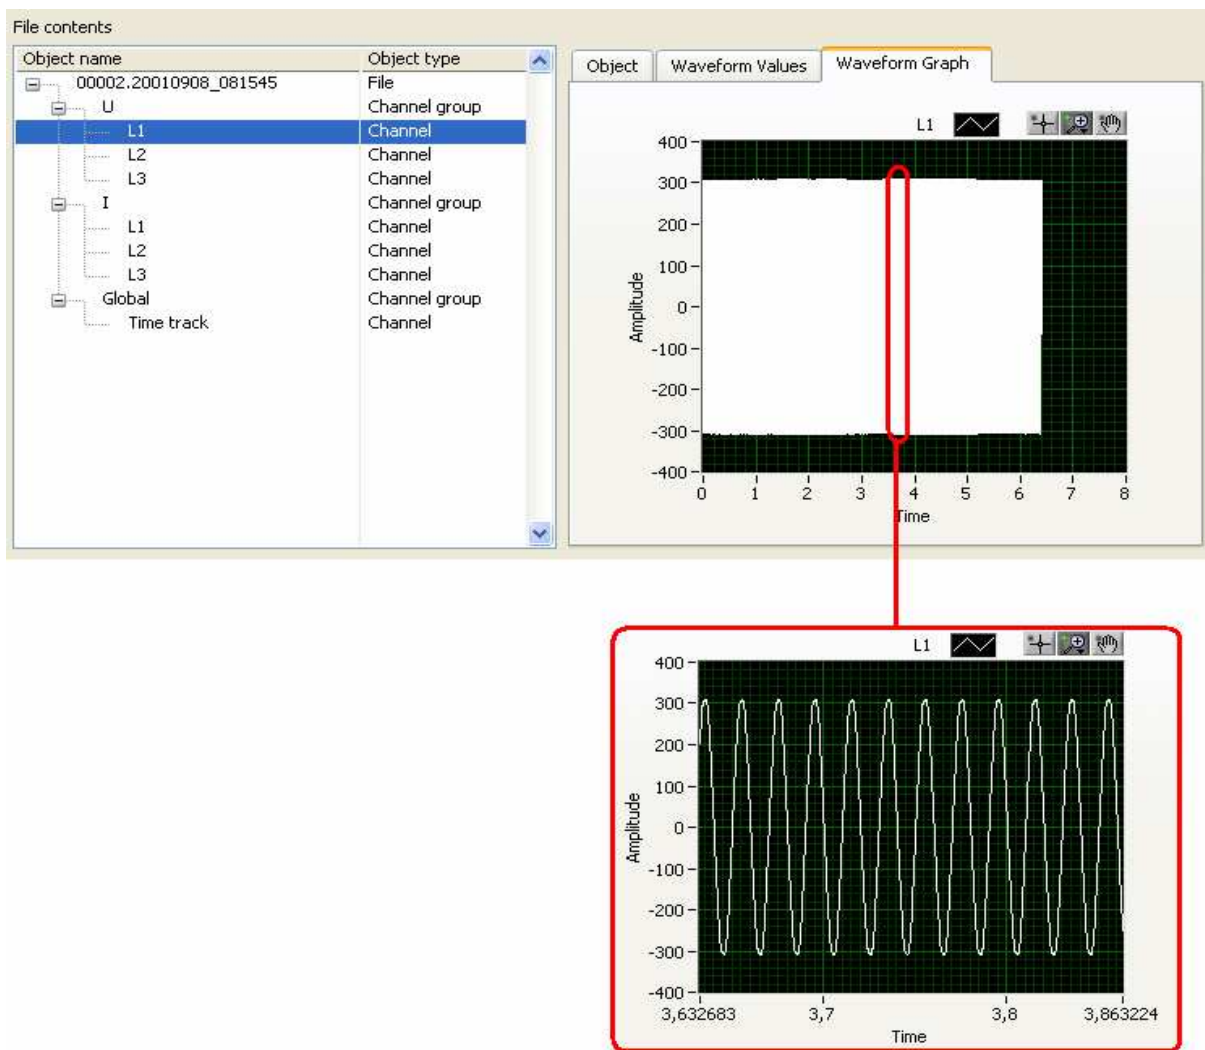 File contents
Object name Object type
00002.20010908_081545 File
U Channel group
L1 Channel
L2 Channel
L3 Channel
I Channel group
L1 Channel
L2 Channel
L3 Channel
Global Channel group
Time track Channel
Object Waveform Values Waveform Graph
L1
400
300
200
100
0
-100
-200
-300
-400
Amplitude
0 1 2 3 4 5 6 7 8
Time
L1
400
300
200
100
0
-100
-200
-300
-400
Amplitude
3,632683 3,7 3,8 3,863224
Time